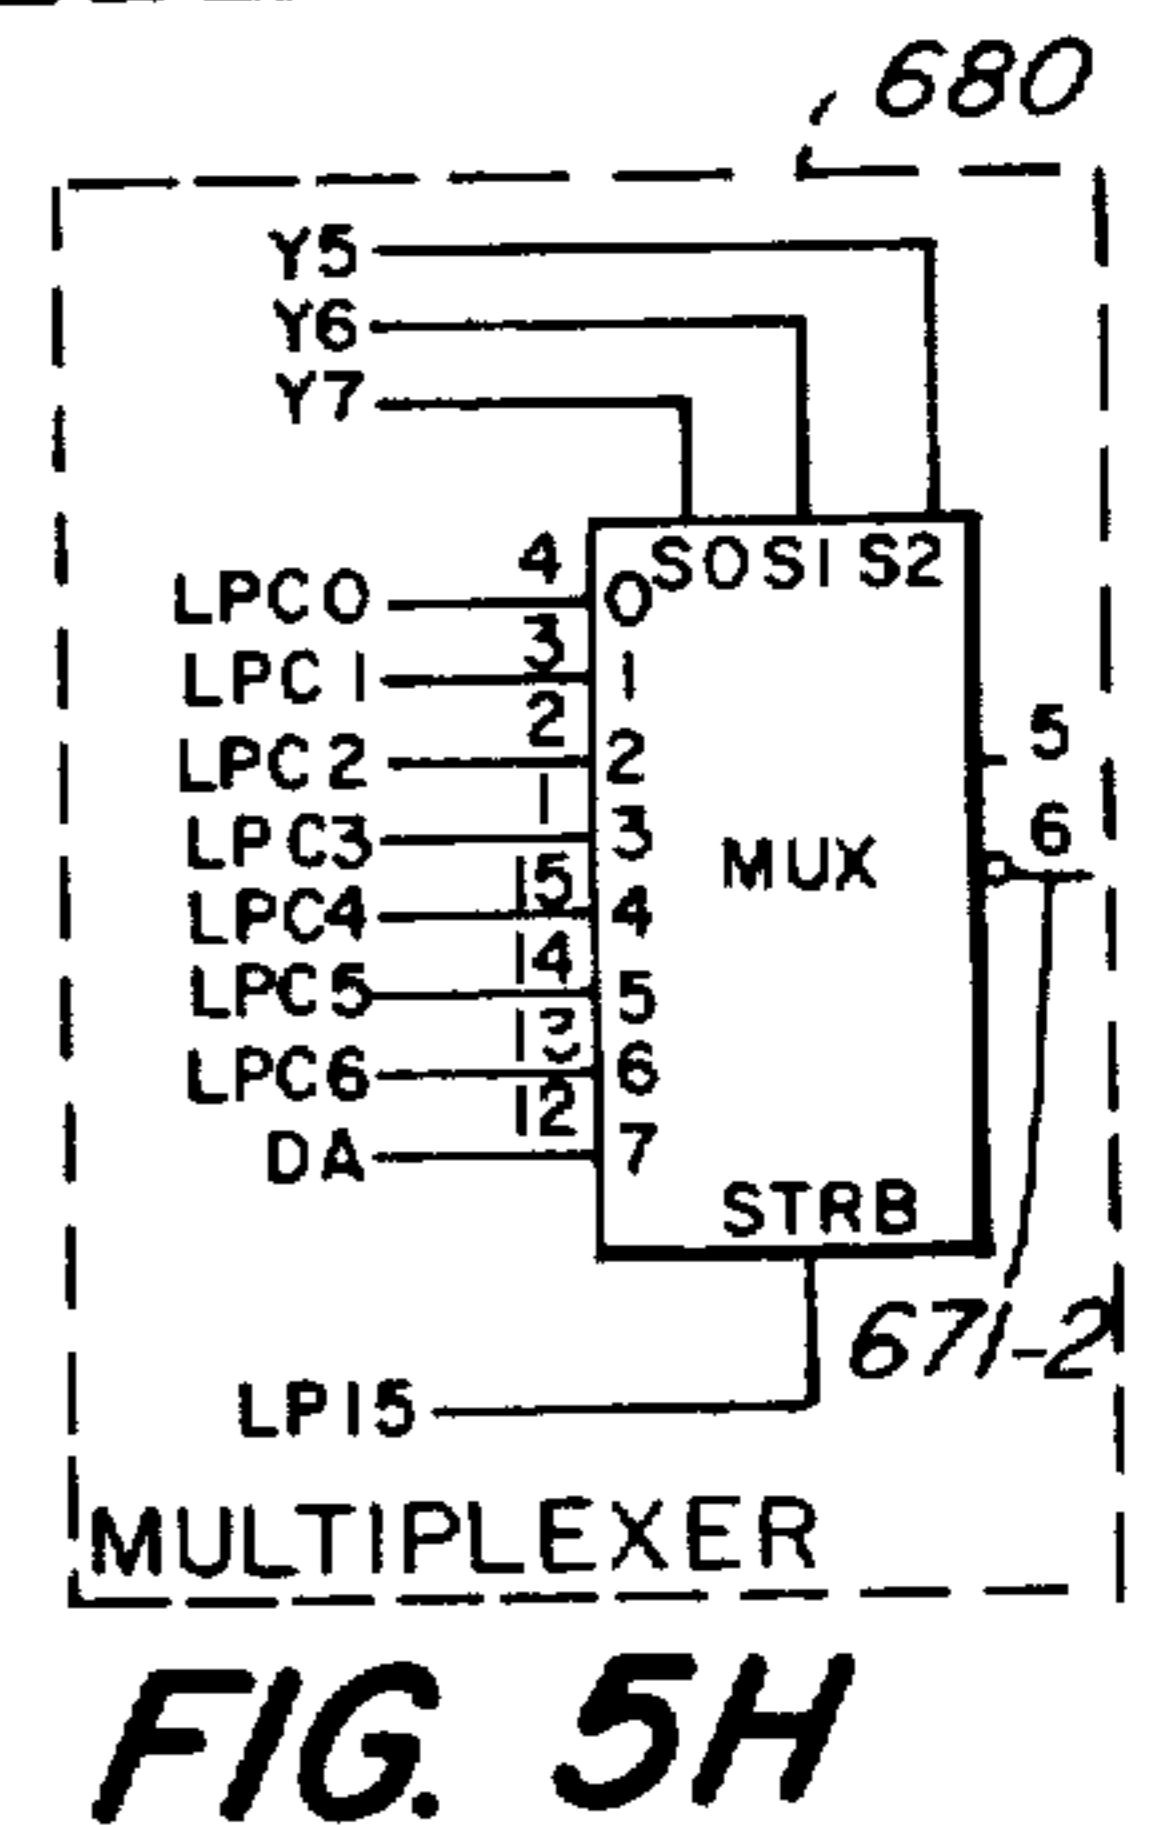 680
Y5
Y6
Y7
S0 S1 S2
LPC0 4 0
LPC1 3 1
LPC2 2 2
LPC3 1 3
LPC4 15 4
LPC5 14 5
LPC6 13 6
DA 12 7
5
6
MUX
STRB
671-2
LP15
MULTIPLEXER
FIG. 5H